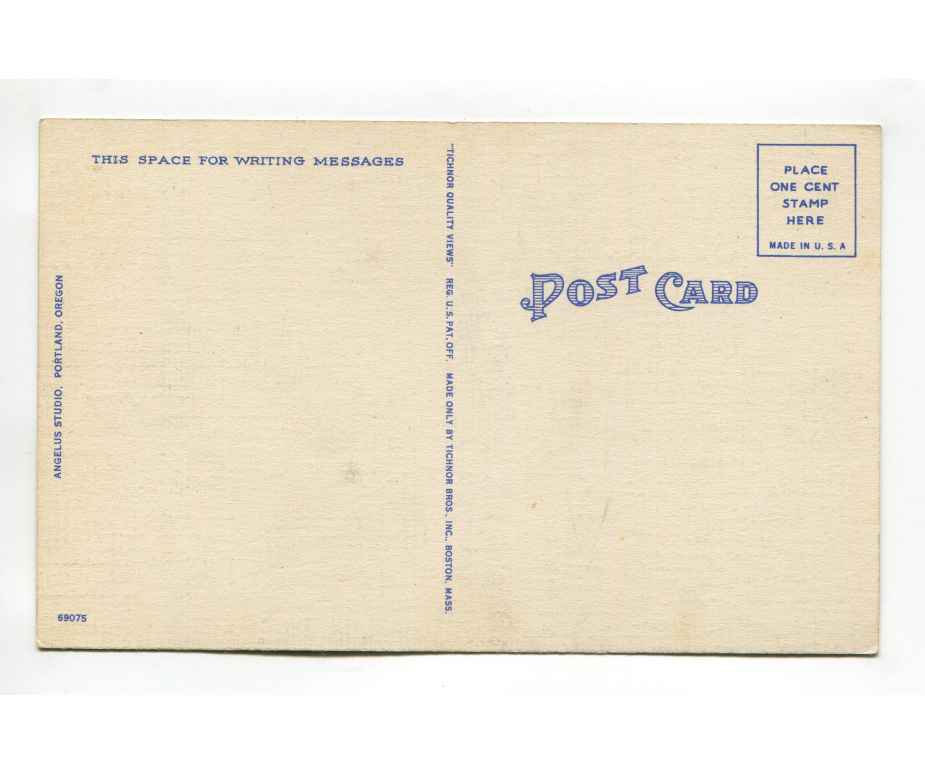 THIS SPACE FOR WRITING MESSAGES
ANGELUS STUDIO, PORTLAND, OREGON
69075
"TICHNOR QUALITY VIEWS" REG. U. S. PAT. OFF. MADE ONLY BY TICHNOR BROS., INC., BOSTON, MASS.
PLACE
ONE CENT
STAMP
HERE
MADE IN U. S. A
POST CARD